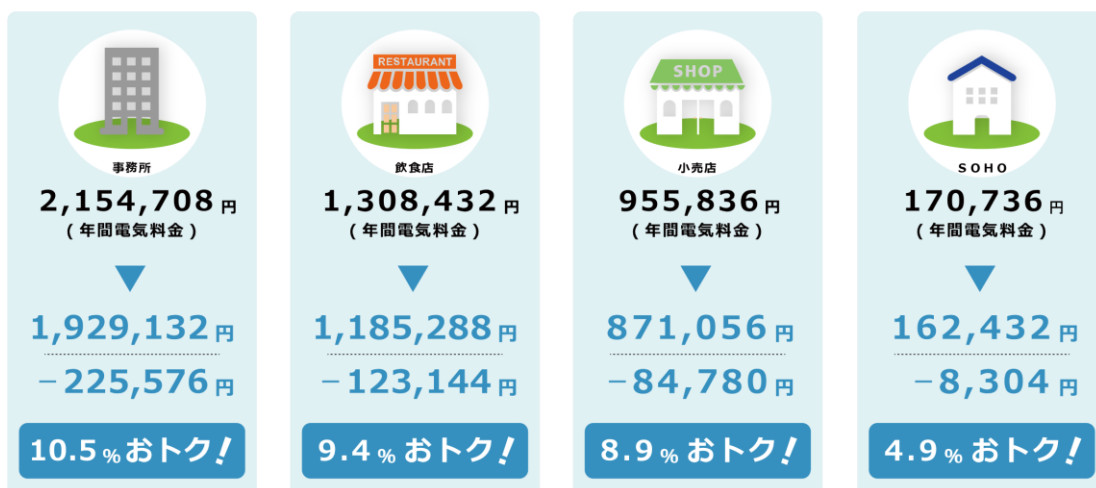 事務所
2,154,708円
(年間電気料金)
1,929,132円
−225,576円
10.5%おトク!
RESTAURANT
飲食店
1,308,432円
(年間電気料金)
1,185,288円
−123,144円
9.4%おトク!
SHOP
小売店
955,836円
(年間電気料金)
871,056円
−84,780円
8.9%おトク!
SOHO
170,736円
(年間電気料金)
162,432円
−8,304円
4.9%おトク!